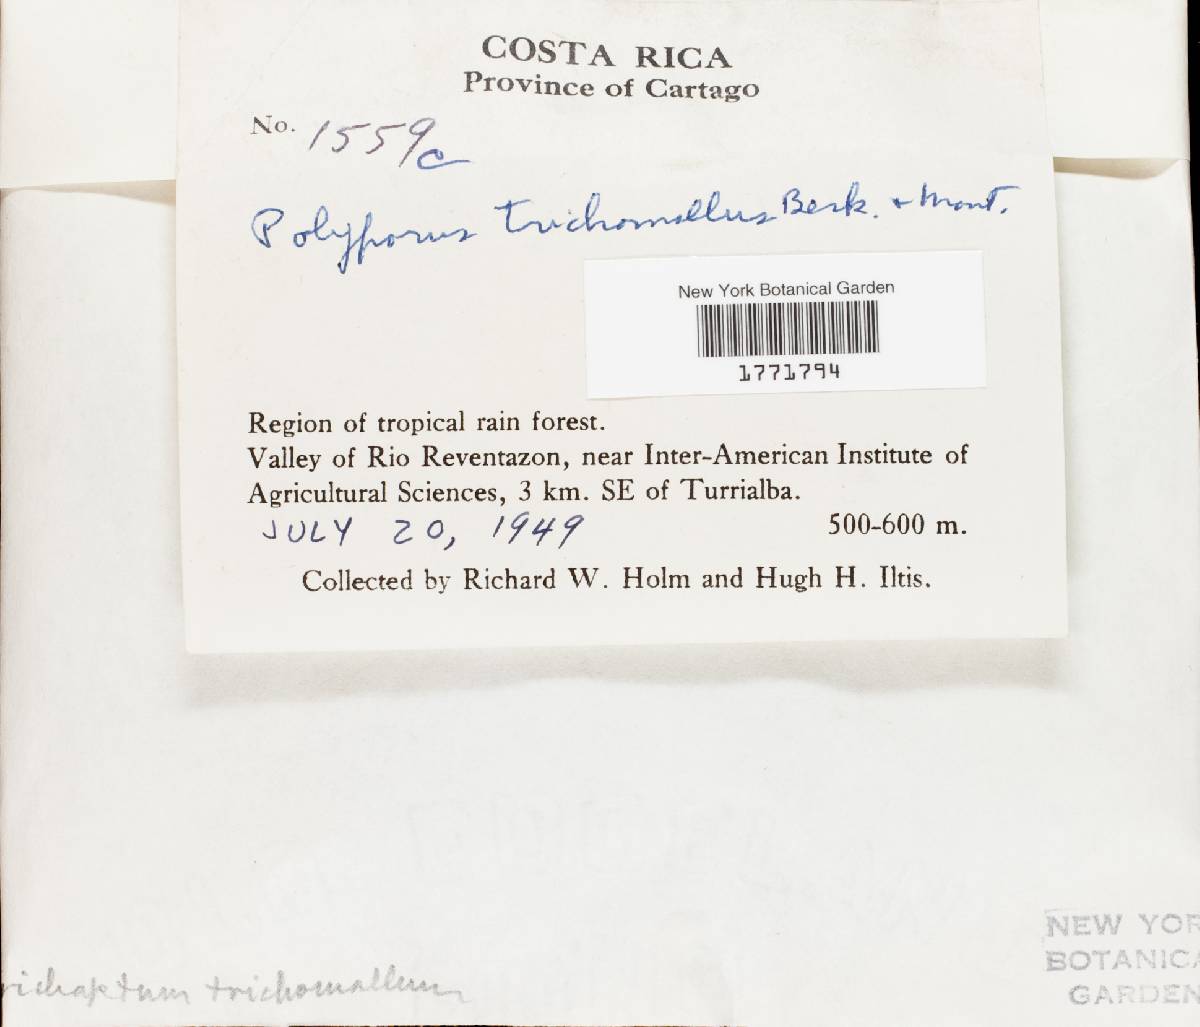 COSTA RICA
Province of Cartago
No. 1559c
Polyporus trichomallus Berk. + Mont.
New York Botanical Garden
1771794
Region of tropical rain forest.
Valley of Rio Reventazon, near Inter-American Institute of
Agricultural Sciences, 3 km. SE of Turrialba.
JULY 20, 1949 500-600 m.
Collected by Richard W. Holm and Hugh H. Iltis.
NEW YOR
BOTANICA
GARDEN
richaptum trichomallum